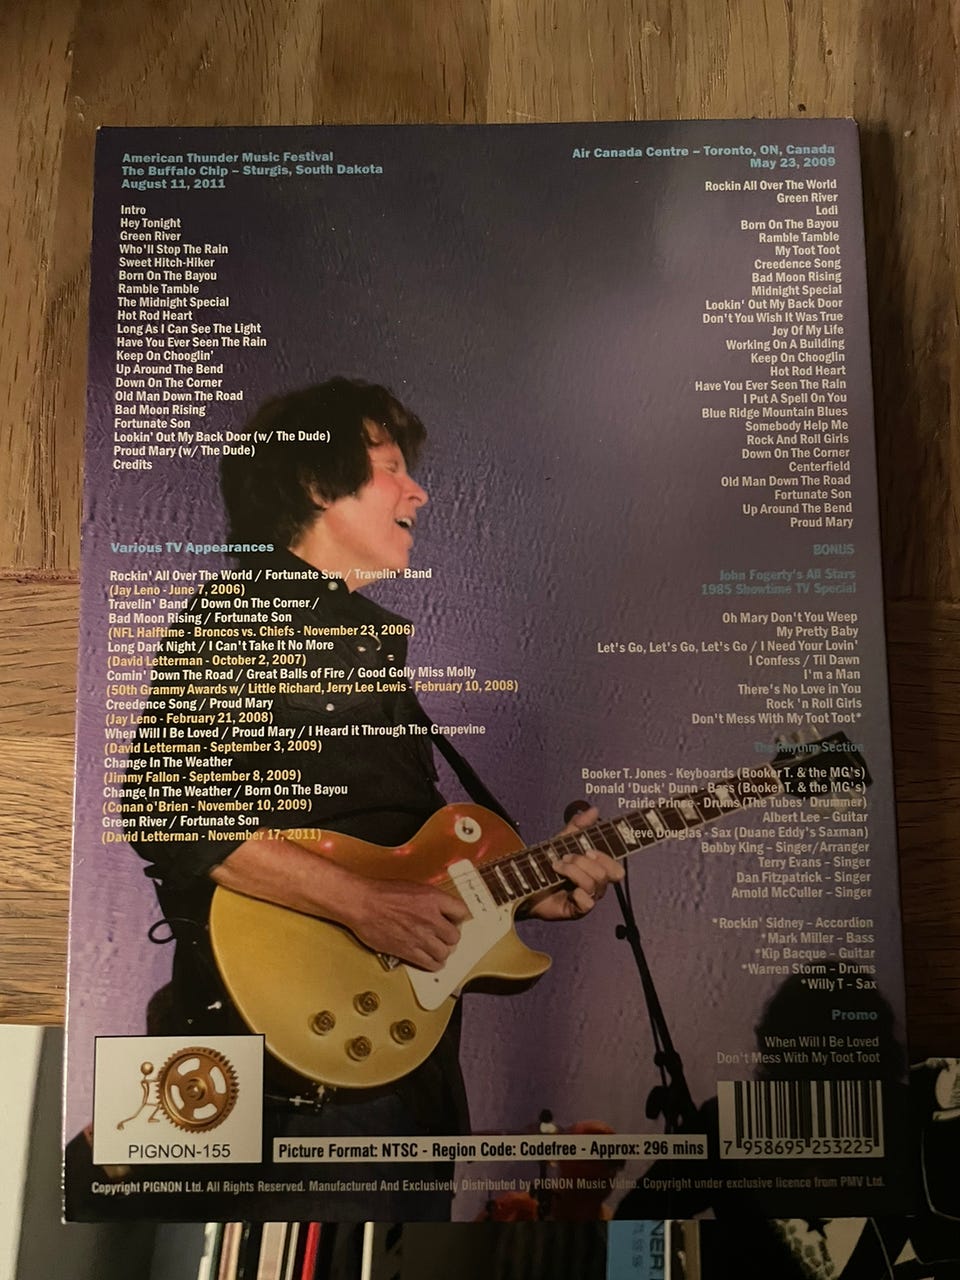 American Thunder Music Festival
The Buffalo Chip – Sturgis, South Dakota
August 11, 2011
Intro
Hey Tonight
Green River
Who'll Stop The Rain
Sweet Hitch-Hiker
Born On The Bayou
Ramble Tamble
The Midnight Special
Hot Rod Heart
Long As I Can See The Light
Have You Ever Seen The Rain
Keep On Chooglin'
Up Around The Bend
Down On The Corner
Old Man Down The Road
Bad Moon Rising
Fortunate Son
Lookin' Out My Back Door (w/ The Dude)
Proud Mary (w/ The Dude)
Credits
Various TV Appearances
Rockin' All Over The World / Fortunate Son / Travelin' Band
(Jay Leno - June 7, 2006)
Travelin' Band / Down On The Corner /
Bad Moon Rising / Fortunate Son
(NFL Halftime - Broncos vs. Chiefs - November 23, 2006)
Long Dark Night / I Can't Take It No More
(David Letterman - October 2, 2007)
Comin' Down The Road / Great Balls of Fire / Good Golly Miss Molly
(50th Grammy Awards w/ Little Richard, Jerry Lee Lewis - February 10, 2008)
Creedence Song / Proud Mary
(Jay Leno - February 21, 2008)
When Will I Be Loved / Proud Mary / I Heard it Through The Grapevine
(David Letterman - September 3, 2009)
Change In The Weather
(Jimmy Fallon - September 8, 2009)
Change In The Weather / Born On The Bayou
(Conan o'Brien - November 10, 2009)
Green River / Fortunate Son
(David Letterman - November 17, 2011)
Air Canada Centre – Toronto, ON, Canada
May 23, 2009
Rockin All Over The World
Green River
Lodi
Born On The Bayou
Ramble Tamble
My Toot Toot
Creedence Song
Bad Moon Rising
Midnight Special
Lookin' Out My Back Door
Don't You Wish It Was True
Joy Of My Life
Working On A Building
Keep On Chooglin
Hot Rod Heart
Have You Ever Seen The Rain
I Put A Spell On You
Blue Ridge Mountain Blues
Somebody Help Me
Rock And Roll Girls
Down On The Corner
Centerfield
Old Man Down The Road
Fortunate Son
Up Around The Bend
Proud Mary
BONUS
John Fogerty's All Stars
1985 Showtime TV Special
Oh Mary Don't You Weep
My Pretty Baby
Let's Go, Let's Go, Let's Go / I Need Your Lovin'
I Confess / Til Dawn
I'm a Man
There's No Love in You
Rock 'n Roll Girls
Don't Mess With My Toot Toot*
The Rhythm Section
Booker T. Jones - Keyboards (Booker T. & the MG's)
Donald 'Duck' Dunn - Bass (Booker T. & the MG's)
Prairie Prince - Drums (The Tubes' Drummer)
Albert Lee – Guitar
Steve Douglas - Sax (Duane Eddy's Saxman)
Bobby King – Singer/Arranger
Terry Evans – Singer
Dan Fitzpatrick – Singer
Arnold McCuller – Singer
*Rockin' Sidney – Accordion
*Mark Miller – Bass
*Kip Bacque – Guitar
*Warren Storm – Drums
*Willy T – Sax
Promo
When Will I Be Loved
Don't Mess With My Toot Toot
PIGNON-155
Picture Format: NTSC - Region Code: Codefree - Approx: 296 mins
7 958695 253225
Copyright PIGNON Ltd. All Rights Reserved. Manufactured And Exclusively Distributed by PIGNON Music Video. Copyright under exclusive licence from PMV Ltd.